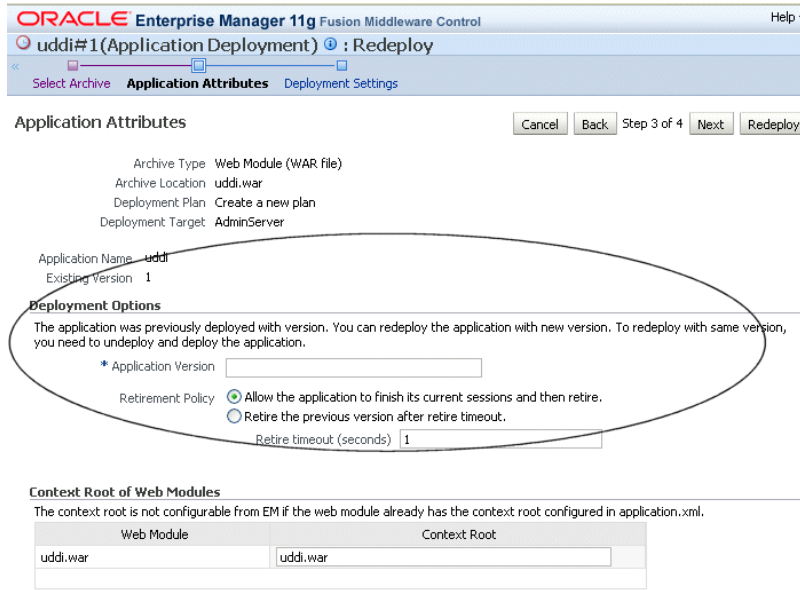 ORACLE Enterprise Manager 11g Fusion Middleware Control Help
uddi#1(Application Deployment) i : Redeploy
«
Select Archive Application Attributes Deployment Settings
Application Attributes Cancel Back Step 3 of 4 Next Redeploy
Archive Type Web Module (WAR file)
Archive Location uddi.war
Deployment Plan Create a new plan
Deployment Target AdminServer
Application Name uddi
Existing Version 1
Deployment Options
The application was previously deployed with version. You can redeploy the application with new version. To redeploy with same version,
you need to undeploy and deploy the application.
* Application Version
Retirement Policy Allow the application to finish its current sessions and then retire.
Retire the previous version after retire timeout.
Retire timeout (seconds) 1
Context Root of Web Modules
The context root is not configurable from EM if the web module already has the context root configured in application.xml.
Web Module Context Root
uddi.war uddi.war